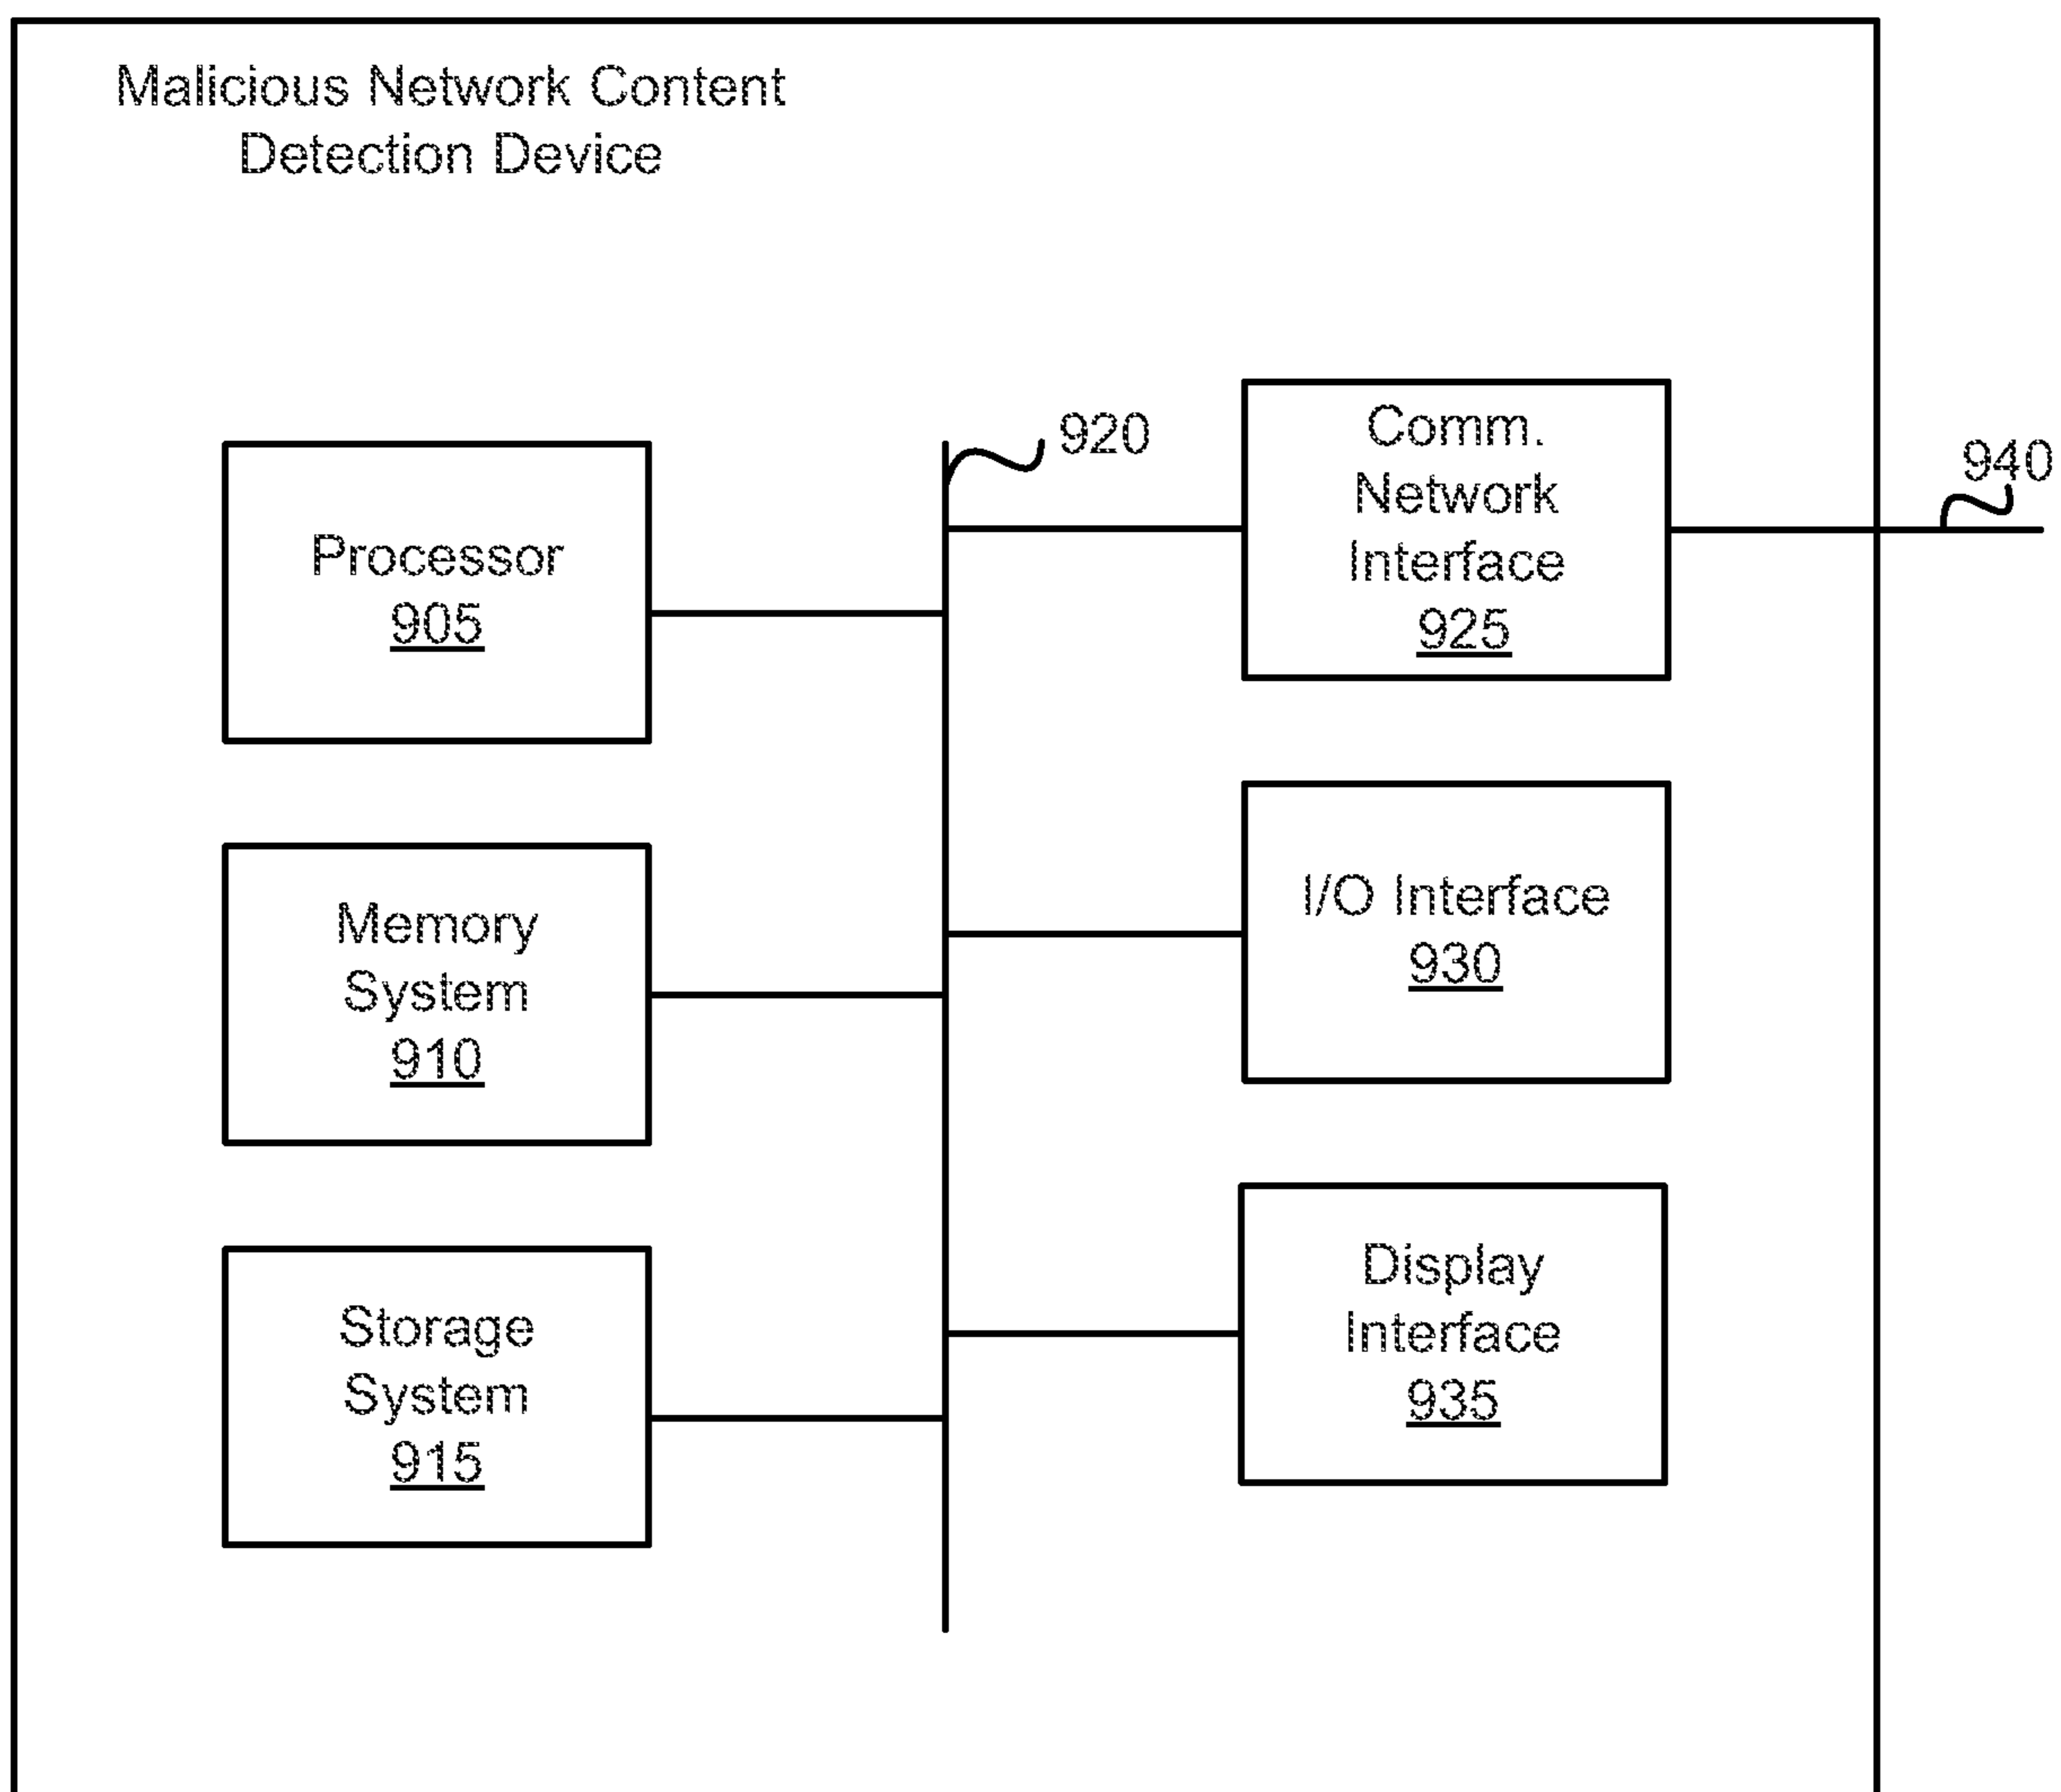 Malicious Network Content
Detection Device
Processor
905
Memory
System
910
Storage
System
915
920
Comm.
Network
Interface
925
940
I/O Interface
930
Display
Interface
935